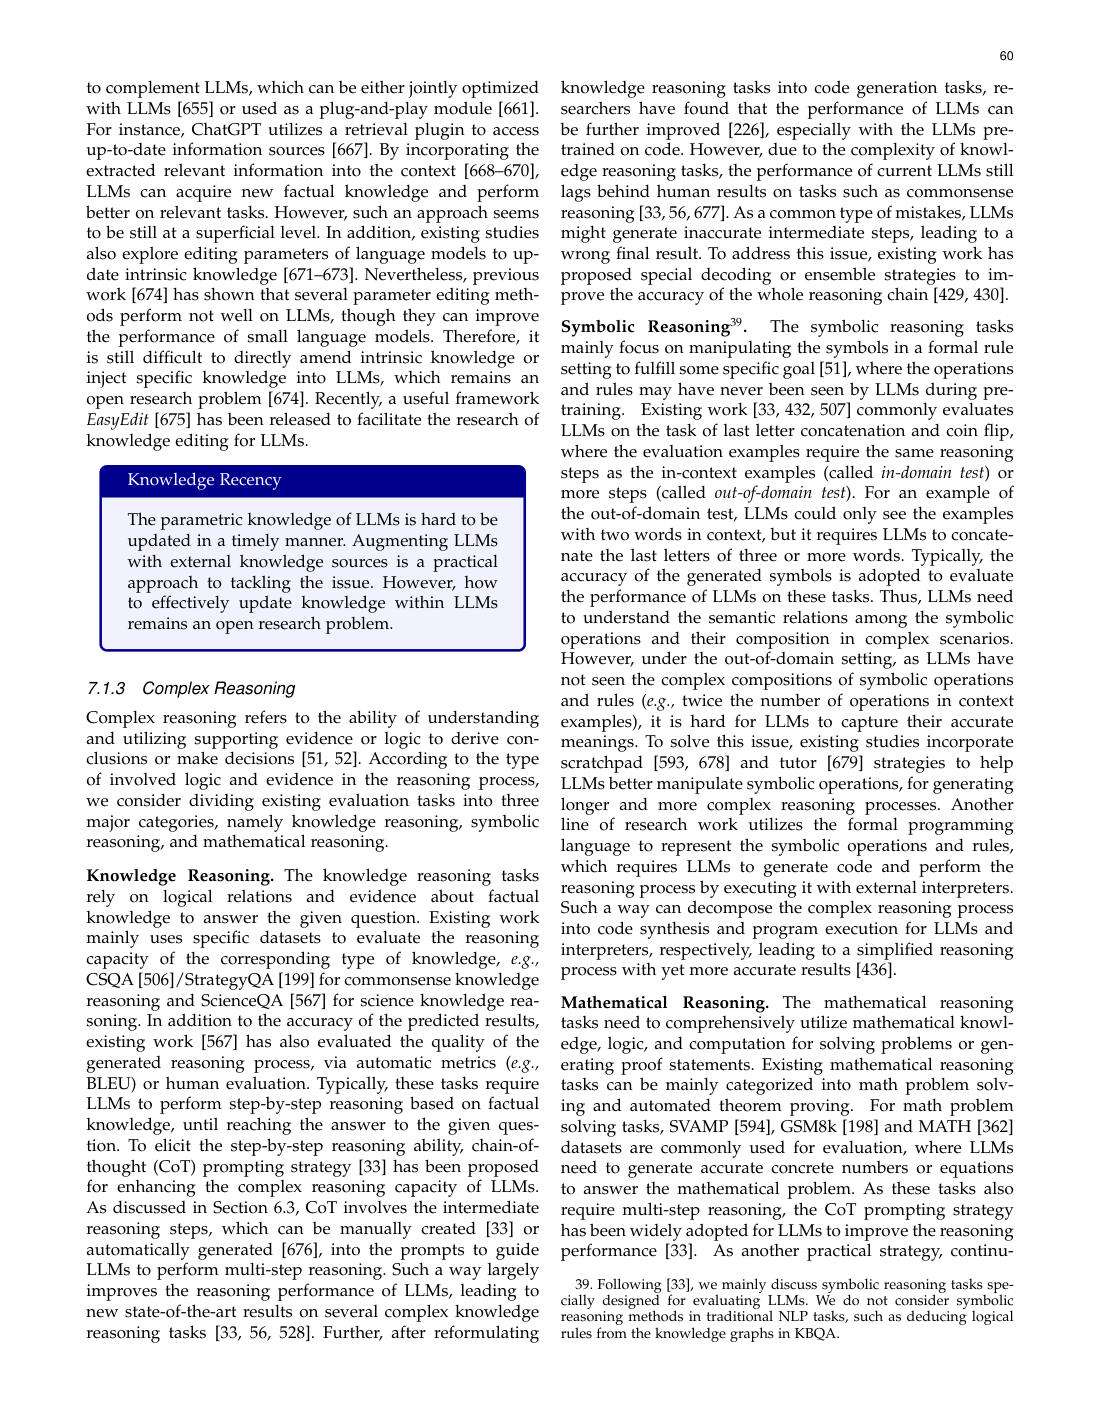 60
to complement LLMs, which can be either jointly optimized
with LLMs [655] or used as a plug-and-play module [661].
For instance, ChatGPT utilizes a retrieval plugin to access
up-to-date information sources [667]. By incorporating the
extracted relevant information into the context [668–670],
LLMs can acquire new factual knowledge and perform
better on relevant tasks. However, such an approach seems
to be still at a superficial level. In addition, existing studies
also explore editing parameters of language models to up-
date intrinsic knowledge [671–673]. Nevertheless, previous
work [674] has shown that several parameter editing meth-
ods perform not well on LLMs, though they can improve
the performance of small language models. Therefore, it
is still difficult to directly amend intrinsic knowledge or
inject specific knowledge into LLMs, which remains an
open research problem [674]. Recently, a useful framework
EasyEdit [675] has been released to facilitate the research of
knowledge editing for LLMs.
Knowledge Recency
The parametric knowledge of LLMs is hard to be
updated in a timely manner. Augmenting LLMs
with external knowledge sources is a practical
approach to tackling the issue. However, how
to effectively update knowledge within LLMs
remains an open research problem.
7.1.3 Complex Reasoning
Complex reasoning refers to the ability of understanding
and utilizing supporting evidence or logic to derive con-
clusions or make decisions [51, 52]. According to the type
of involved logic and evidence in the reasoning process,
we consider dividing existing evaluation tasks into three
major categories, namely knowledge reasoning, symbolic
reasoning, and mathematical reasoning.
Knowledge Reasoning. The knowledge reasoning tasks
rely on logical relations and evidence about factual
knowledge to answer the given question. Existing work
mainly uses specific datasets to evaluate the reasoning
capacity of the corresponding type of knowledge, e.g.,
CSQA [506]/StrategyQA [199] for commonsense knowledge
reasoning and ScienceQA [567] for science knowledge rea-
soning. In addition to the accuracy of the predicted results,
existing work [567] has also evaluated the quality of the
generated reasoning process, via automatic metrics (e.g.,
BLEU) or human evaluation. Typically, these tasks require
LLMs to perform step-by-step reasoning based on factual
knowledge, until reaching the answer to the given ques-
tion. To elicit the step-by-step reasoning ability, chain-of-
thought (CoT) prompting strategy [33] has been proposed
for enhancing the complex reasoning capacity of LLMs.
As discussed in Section 6.3, CoT involves the intermediate
reasoning steps, which can be manually created [33] or
automatically generated [676], into the prompts to guide
LLMs to perform multi-step reasoning. Such a way largely
improves the reasoning performance of LLMs, leading to
new state-of-the-art results on several complex knowledge
reasoning tasks [33, 56, 528]. Further, after reformulating
knowledge reasoning tasks into code generation tasks, re-
searchers have found that the performance of LLMs can
be further improved [226], especially with the LLMs pre-
trained on code. However, due to the complexity of knowl-
edge reasoning tasks, the performance of current LLMs still
lags behind human results on tasks such as commonsense
reasoning [33, 56, 677]. As a common type of mistakes, LLMs
might generate inaccurate intermediate steps, leading to a
wrong final result. To address this issue, existing work has
proposed special decoding or ensemble strategies to im-
prove the accuracy of the whole reasoning chain [429, 430].
Symbolic Reasoning39. The symbolic reasoning tasks
mainly focus on manipulating the symbols in a formal rule
setting to fulfill some specific goal [51], where the operations
and rules may have never been seen by LLMs during pre-
training. Existing work [33, 432, 507] commonly evaluates
LLMs on the task of last letter concatenation and coin flip,
where the evaluation examples require the same reasoning
steps as the in-context examples (called in-domain test) or
more steps (called out-of-domain test). For an example of
the out-of-domain test, LLMs could only see the examples
with two words in context, but it requires LLMs to concate-
nate the last letters of three or more words. Typically, the
accuracy of the generated symbols is adopted to evaluate
the performance of LLMs on these tasks. Thus, LLMs need
to understand the semantic relations among the symbolic
operations and their composition in complex scenarios.
However, under the out-of-domain setting, as LLMs have
not seen the complex compositions of symbolic operations
and rules (e.g., twice the number of operations in context
examples), it is hard for LLMs to capture their accurate
meanings. To solve this issue, existing studies incorporate
scratchpad [593, 678] and tutor [679] strategies to help
LLMs better manipulate symbolic operations, for generating
longer and more complex reasoning processes. Another
line of research work utilizes the formal programming
language to represent the symbolic operations and rules,
which requires LLMs to generate code and perform the
reasoning process by executing it with external interpreters.
Such a way can decompose the complex reasoning process
into code synthesis and program execution for LLMs and
interpreters, respectively, leading to a simplified reasoning
process with yet more accurate results [436].
Mathematical Reasoning. The mathematical reasoning
tasks need to comprehensively utilize mathematical knowl-
edge, logic, and computation for solving problems or gen-
erating proof statements. Existing mathematical reasoning
tasks can be mainly categorized into math problem solv-
ing and automated theorem proving. For math problem
solving tasks, SVAMP [594], GSM8k [198] and MATH [362]
datasets are commonly used for evaluation, where LLMs
need to generate accurate concrete numbers or equations
to answer the mathematical problem. As these tasks also
require multi-step reasoning, the CoT prompting strategy
has been widely adopted for LLMs to improve the reasoning
performance [33]. As another practical strategy, continu-
39. Following [33], we mainly discuss symbolic reasoning tasks spe-
cially designed for evaluating LLMs. We do not consider symbolic
reasoning methods in traditional NLP tasks, such as deducing logical
rules from the knowledge graphs in KBQA.